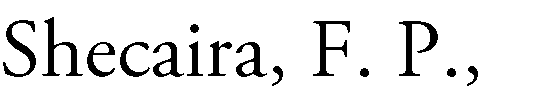 Shecaira, F. P.,